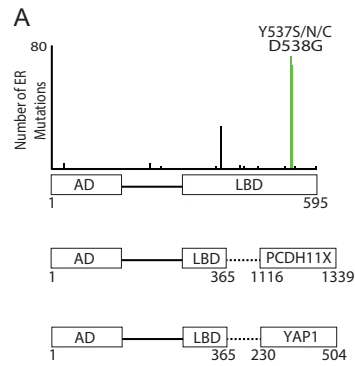 A
Y537S/N/C
D538G
80
Number of ER
Mutations
AD LBD
1 595
AD LBD PCDH11X
1 365 1116 1339
AD LBD YAP1
1 365 230 504